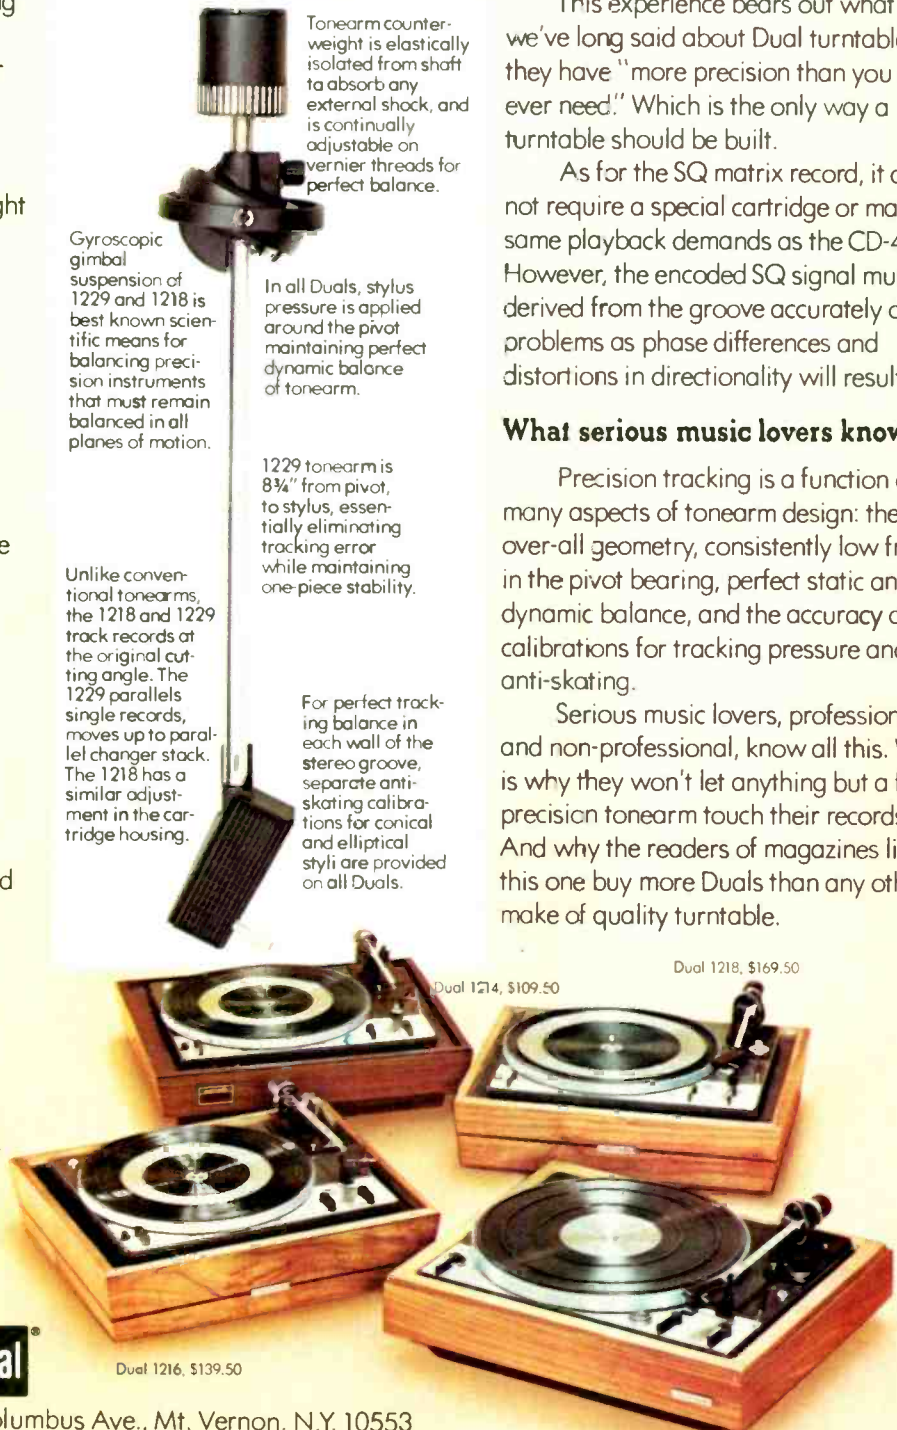 Tonearm counter-
weight is elastically
isolated from shaft
ta absorb any
external shock, and
is continually
adjustable on
vernier threads for
perfect balance.
Gyroscopic
gimbal
suspension of
1229 and 1218 is
best known scien-
tific means for
balancing preci-
sion instruments
that must remain
balanced in all
planes of motion.
In all Duals, stylus
pressure is applied
around the pivot
maintaining perfect
dynamic balance
of tonearm.
1229 tonearm is
8¾" from pivot,
to stylus, essen-
tially eliminating
tracking error
while maintaining
one-piece stability.
Unlike conven-
tional tonearms,
the 1218 and 1229
track records at
the original cut-
ting angle. The
1229 parallels
single records,
moves up to paral-
lel changer stack.
The 1218 has a
similar adjust-
ment in the car-
tridge housing.
For perfect track-
ing balance in
each wall of the
stereo groove,
separate anti-
skating calibra-
tions for conical
and elliptical
styli are provided
on all Duals.
This experience bears out what
we've long said about Dual turntabl
they have "more precision than you
ever need." Which is the only way a
turntable should be built.
As for the SQ matrix record, it
not require a special cartridge or ma
same playback demands as the CD-4
However, the encoded SQ signal mu
derived from the groove accurately
problems as phase differences and
distortions in directionality will resul
What serious music lovers know
Precision tracking is a function
many aspects of tonearm design: the
over-all geometry, consistently low fr
in the pivot bearing, perfect static an
dynamic balance, and the accuracy
calibrations for tracking pressure and
anti-skating.
Serious music lovers, profession
and non-professional, know all this.
is why they won't let anything but a
precision tonearm touch their records
And why the readers of magazines li
this one buy more Duals than any oth
make of quality turntable.
Dual 1218, $169.50
Dual 1214, $109.50
Dual 1216, $139.50
al®
olumbus Ave., Mt. Vernon, N.Y. 10553